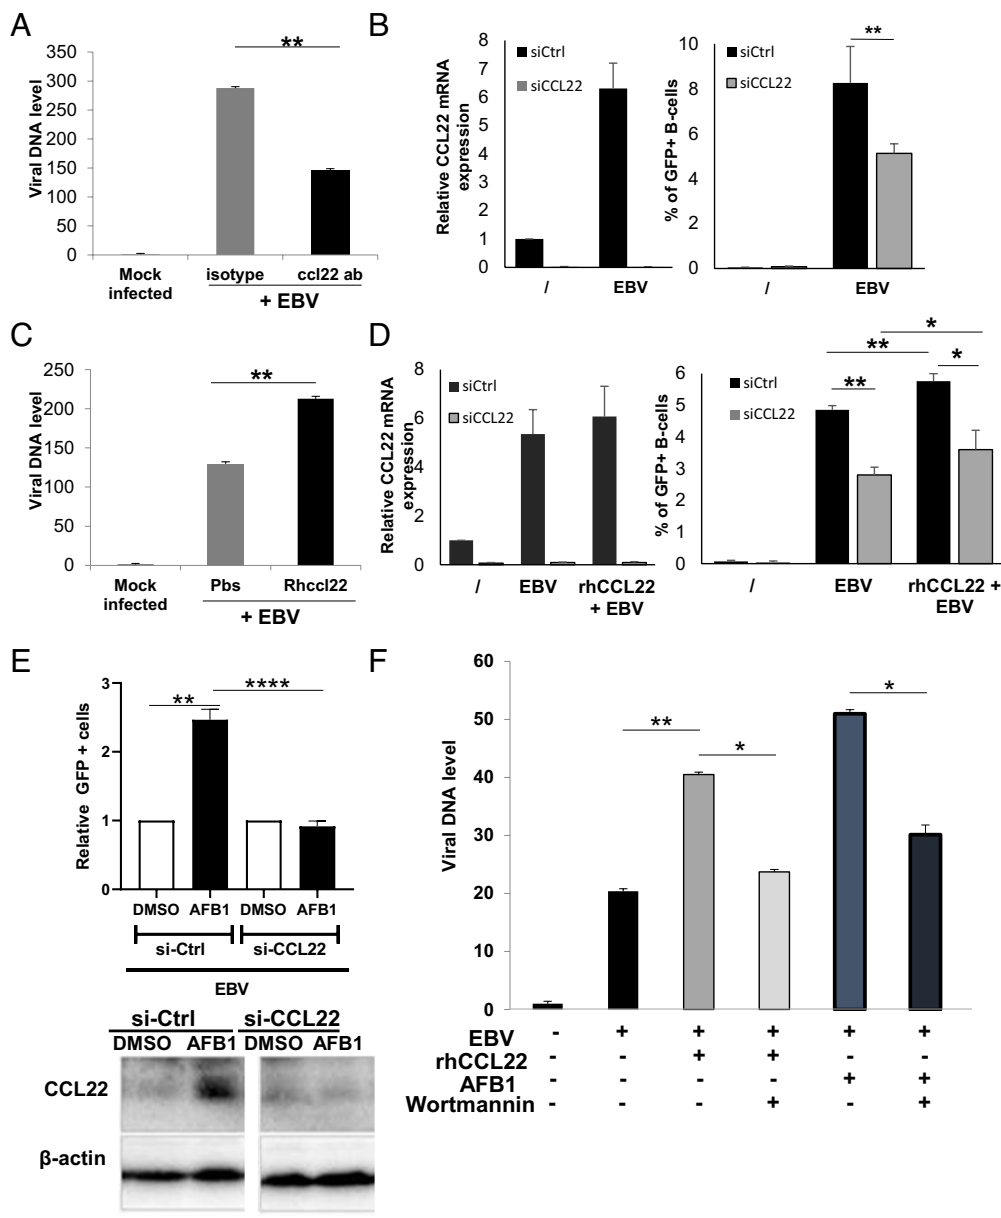 A
Viral DNA level
350
300
250
200
150
100
50
0
**
Mock infected
isotype
ccl22 ab
+ EBV
B
Relative CCL22 mRNA
expression
8
7
6
5
4
3
2
1
0
siCtrl
siCCL22
/
EBV
% of GFP+ B-cells
10
8
6
4
2
0
siCtrl
siCCL22
**
/
EBV
C
Viral DNA level
250
200
150
100
50
0
**
Mock infected
Pbs
Rhccl22
+ EBV
D
Relative CCL22 mRNA
expression
8
6
4
2
0
siCtrl
siCCL22
/
EBV
rhCCL22
+ EBV
% of GFP+ B-cells
6
5
4
3
2
1
0
siCtrl
siCCL22
*
**
*
**
/
EBV
rhCCL22 +
EBV
E
Relative GFP + cells
3
2
1
0
**
****
DMSO AFB1 DMSO AFB1
si-Ctrl si-CCL22
EBV
si-Ctrl si-CCL22
DMSO AFB1 DMSO AFB1
CCL22
β-actin
F
Viral DNA level
60
50
40
30
20
10
0
**
*
*
EBV - + + + + +
rhCCL22 - - + + - -
AFB1 - - - - + +
Wortmannin - - - + - +